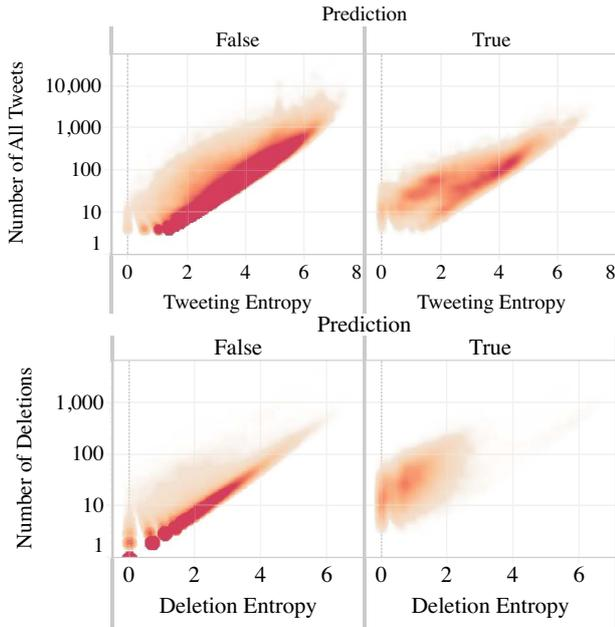 Prediction
False True
Number of All Tweets
10,000
1,000
100
10
1
0 2 4 6 8 0 2 4 6 8
Tweeting Entropy Tweeting Entropy
Prediction
False True
Number of Deletions
1,000
100
10
1
0 2 4 6 0 2 4 6
Deletion Entropy Deletion Entropy